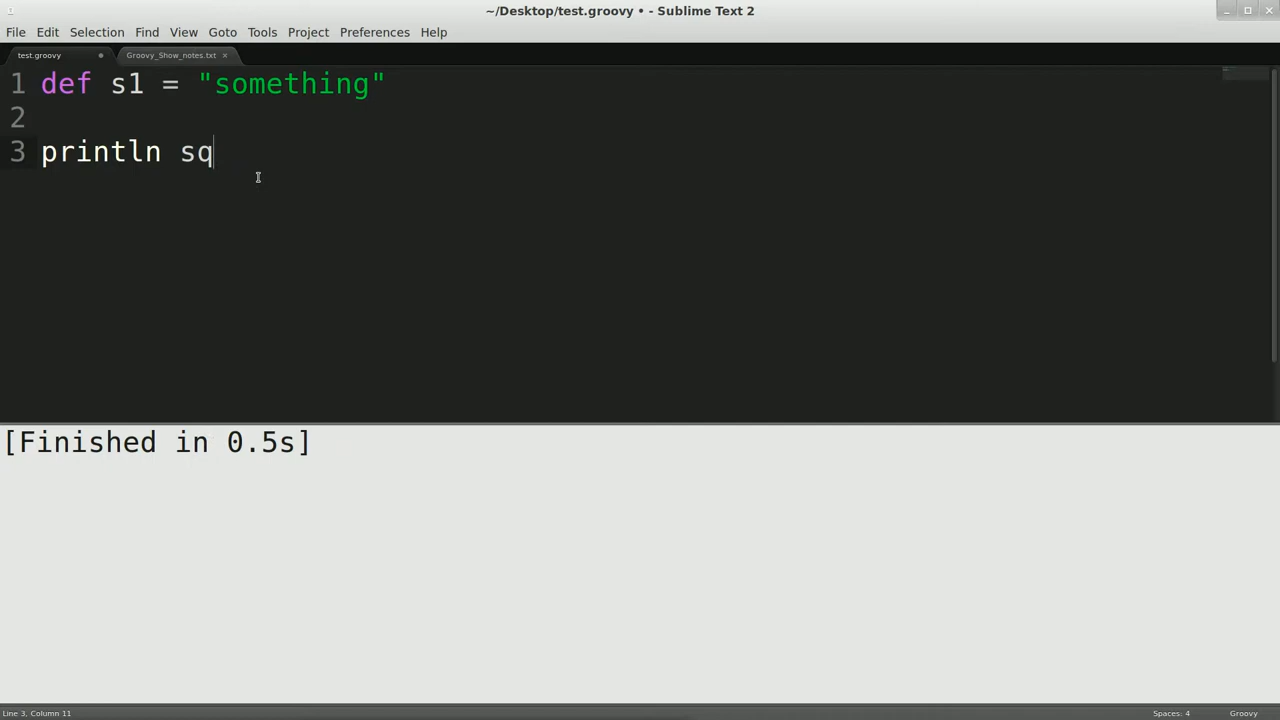 ~/Desktop/test.groovy • - Sublime Text 2
File Edit Selection Find View Goto Tools Project Preferences Help
test.groovy Groovy_Show_notes.txt ×
1 def s1 = "something"
2
3 println sq
[Finished in 0.5s]
Line 3, Column 11 Spaces: 4 Groovy